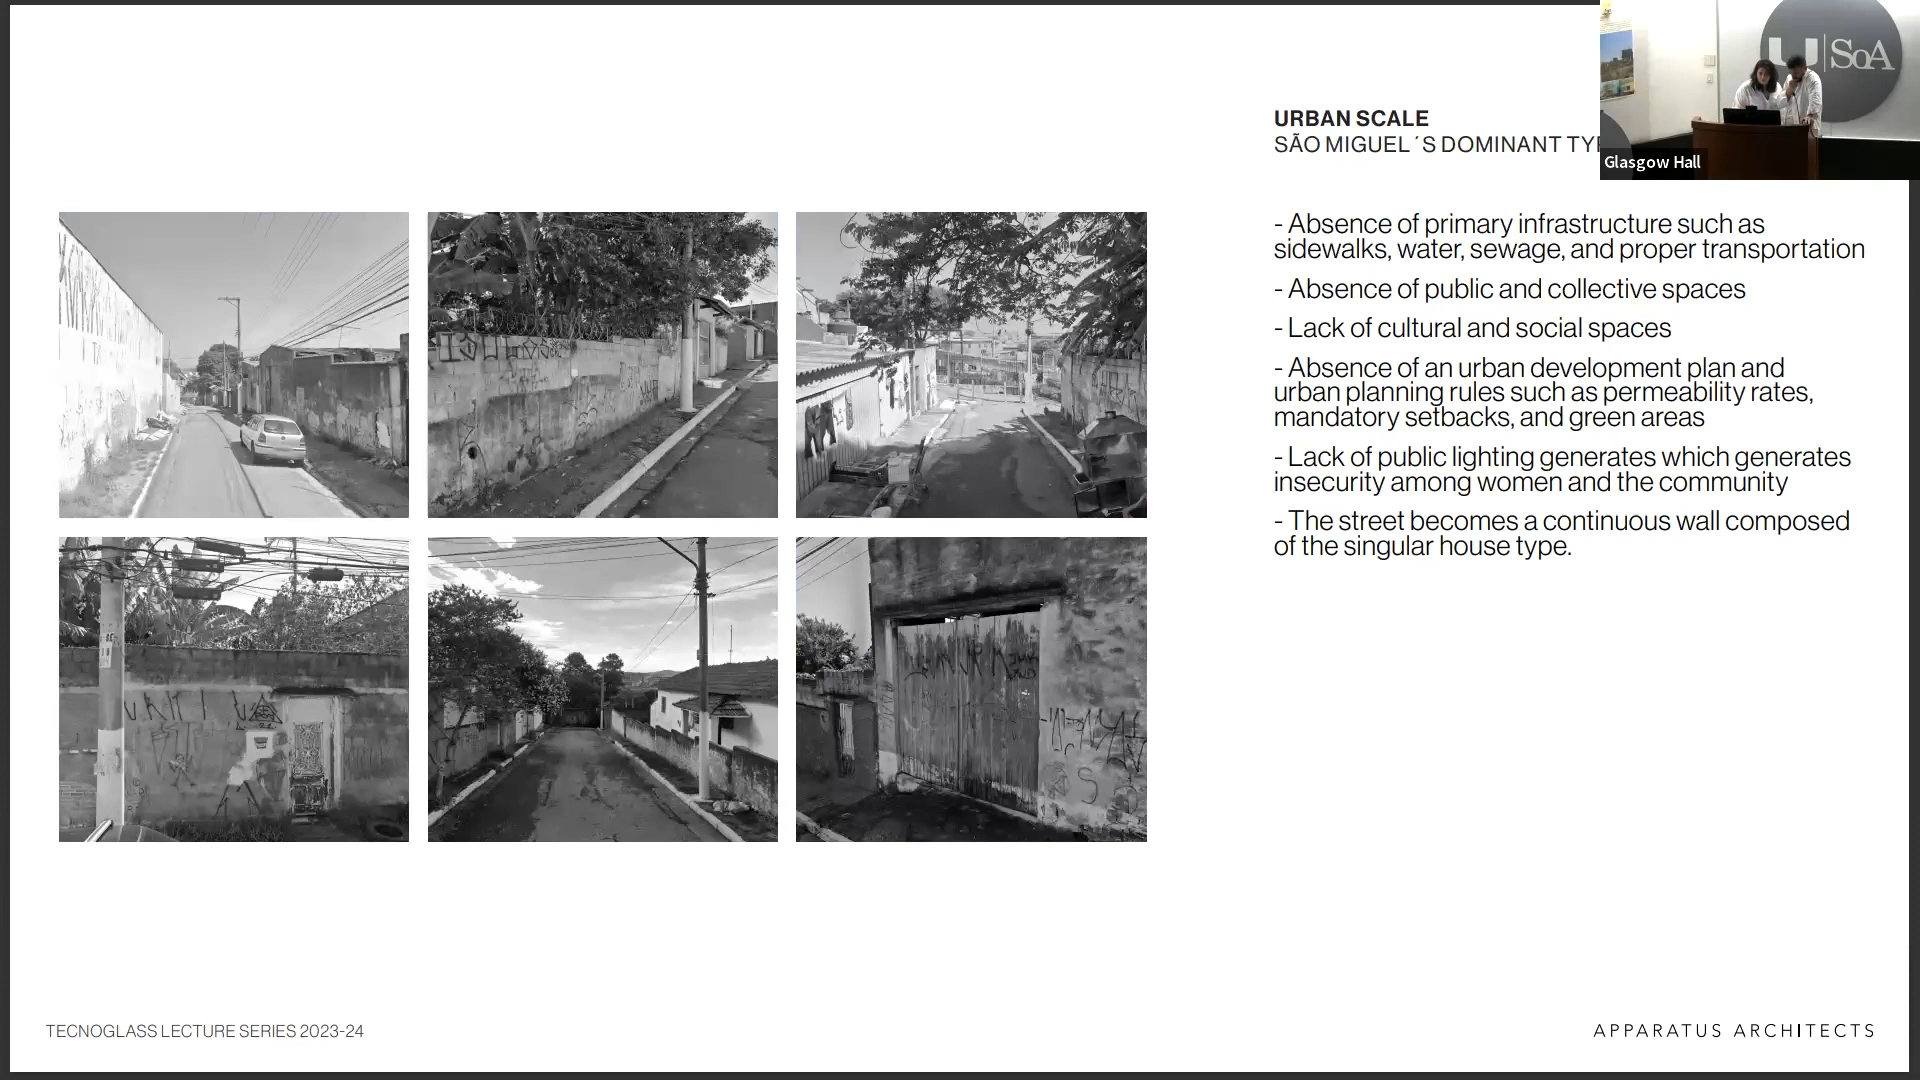 URBAN SCALE
SÃO MIGUEL´S DOMINANT
U|SoA
Glasgow Hall
- Absence of primary infrastructure such as
sidewalks, water, sewage, and proper transportation
- Absence of public and collective spaces
- Lack of cultural and social spaces
- Absence of an urban development plan and
urban planning rules such as permeability rates,
mandatory setbacks, and green areas
- Lack of public lighting generates which generates
insecurity among women and the community
- The street becomes a continuous wall composed
of the singular house type.
TECNOGLASS LECTURE SERIES 2023-24
APPARATUS ARCHITECTS